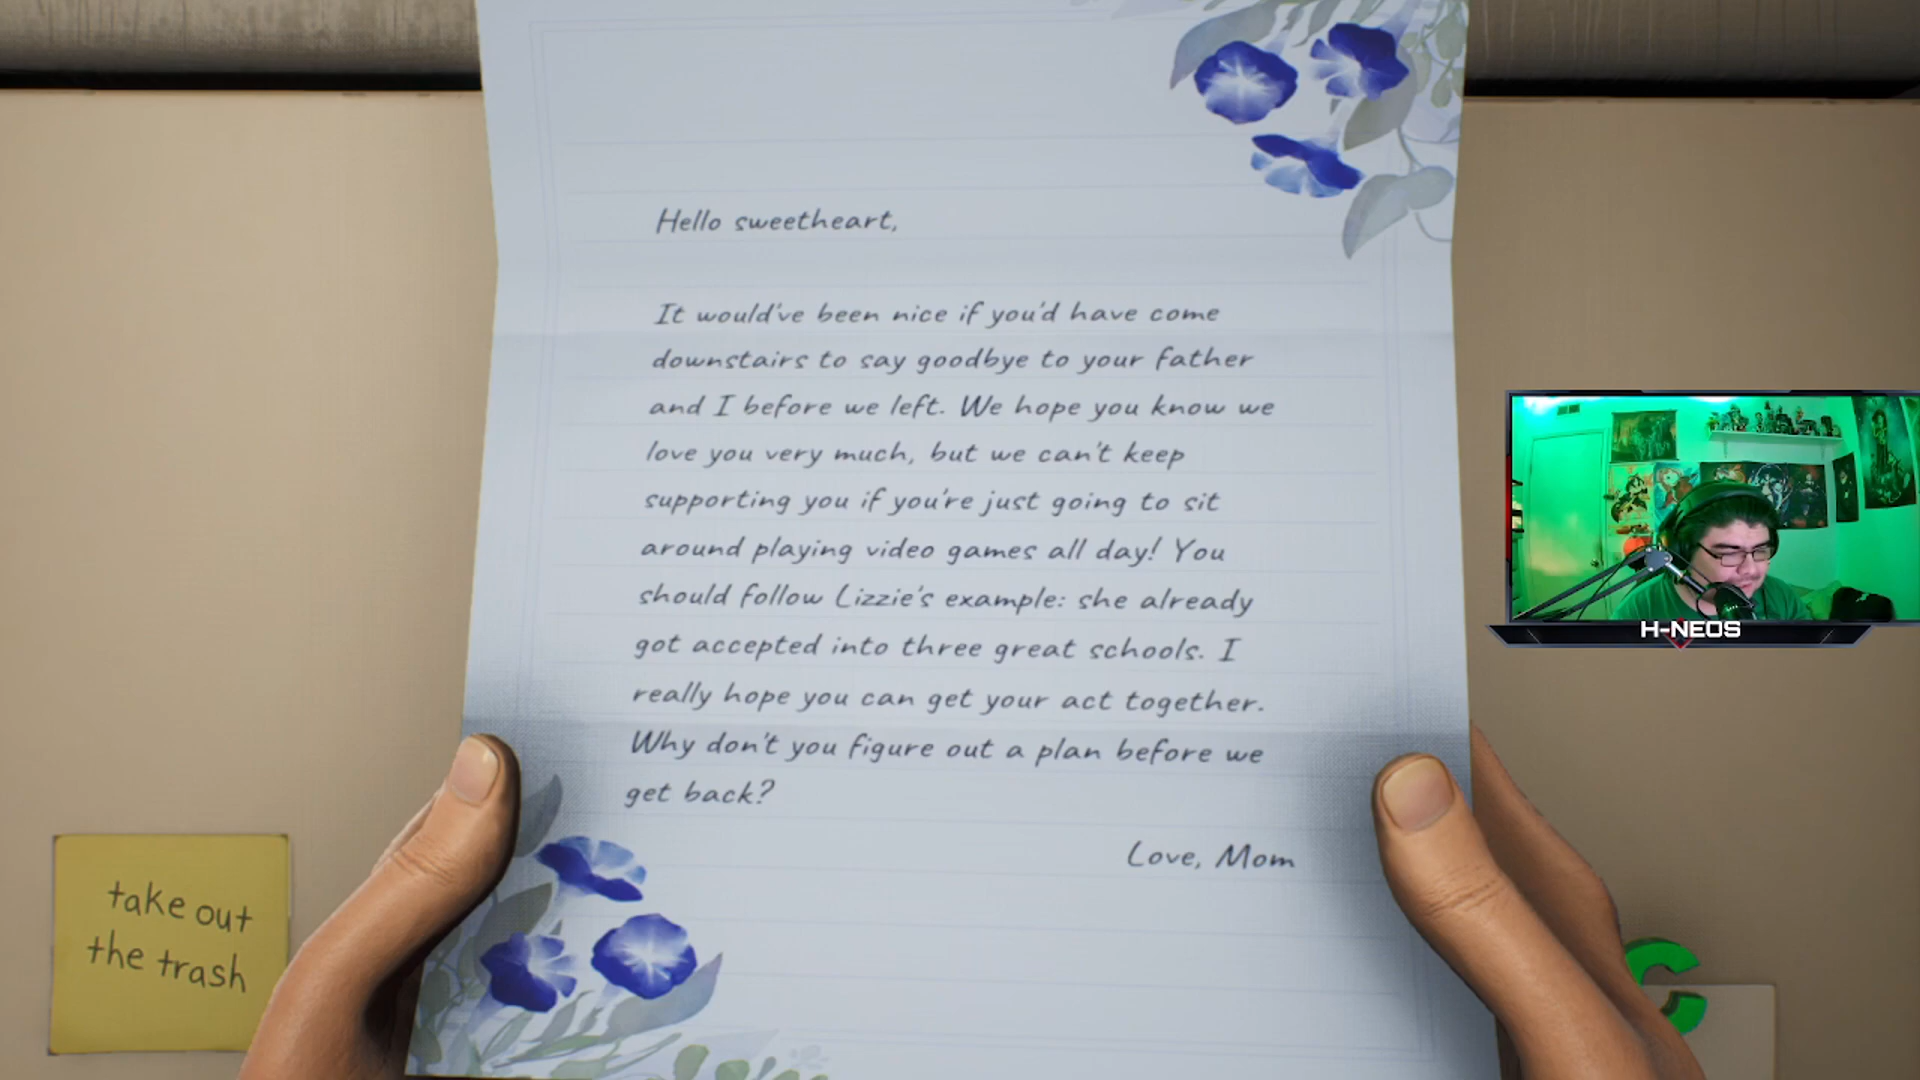 Hello sweetheart,
It would've been nice if you'd have come
downstairs to say goodbye to your father
and I before we left. We hope you know we
love you very much, but we can't keep
supporting you if you're just going to sit
around playing video games all day! You
should follow Lizzie's example: she already
got accepted into three great schools. I
really hope you can get your act together.
Why don't you figure out a plan before we
get back?
Love, Mom
take out
the trash
H-NEOS
C